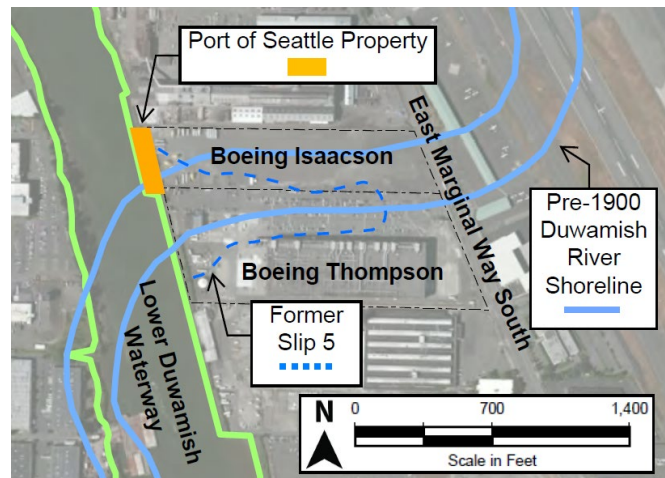 Port of Seattle Property
Boeing Isaacson
East Marginal Way South
Pre-1900
Duwamish
River
Shoreline
Boeing Thompson
Lower Duwamish
Waterway
Former
Slip 5
N
0 700 1,400
Scale in Feet